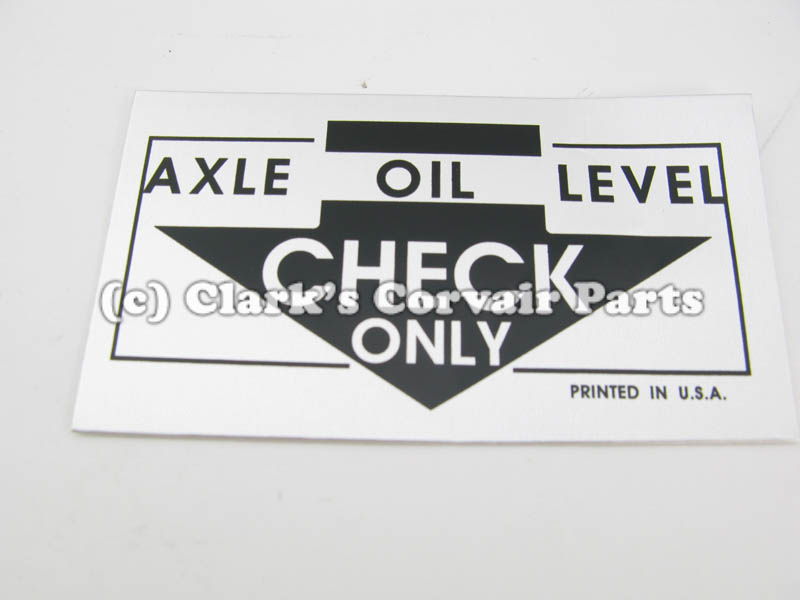 AXLE OIL LEVEL
CHECK
(c) Clark's Corvair Parts
ONLY
PRINTED IN U.S.A.